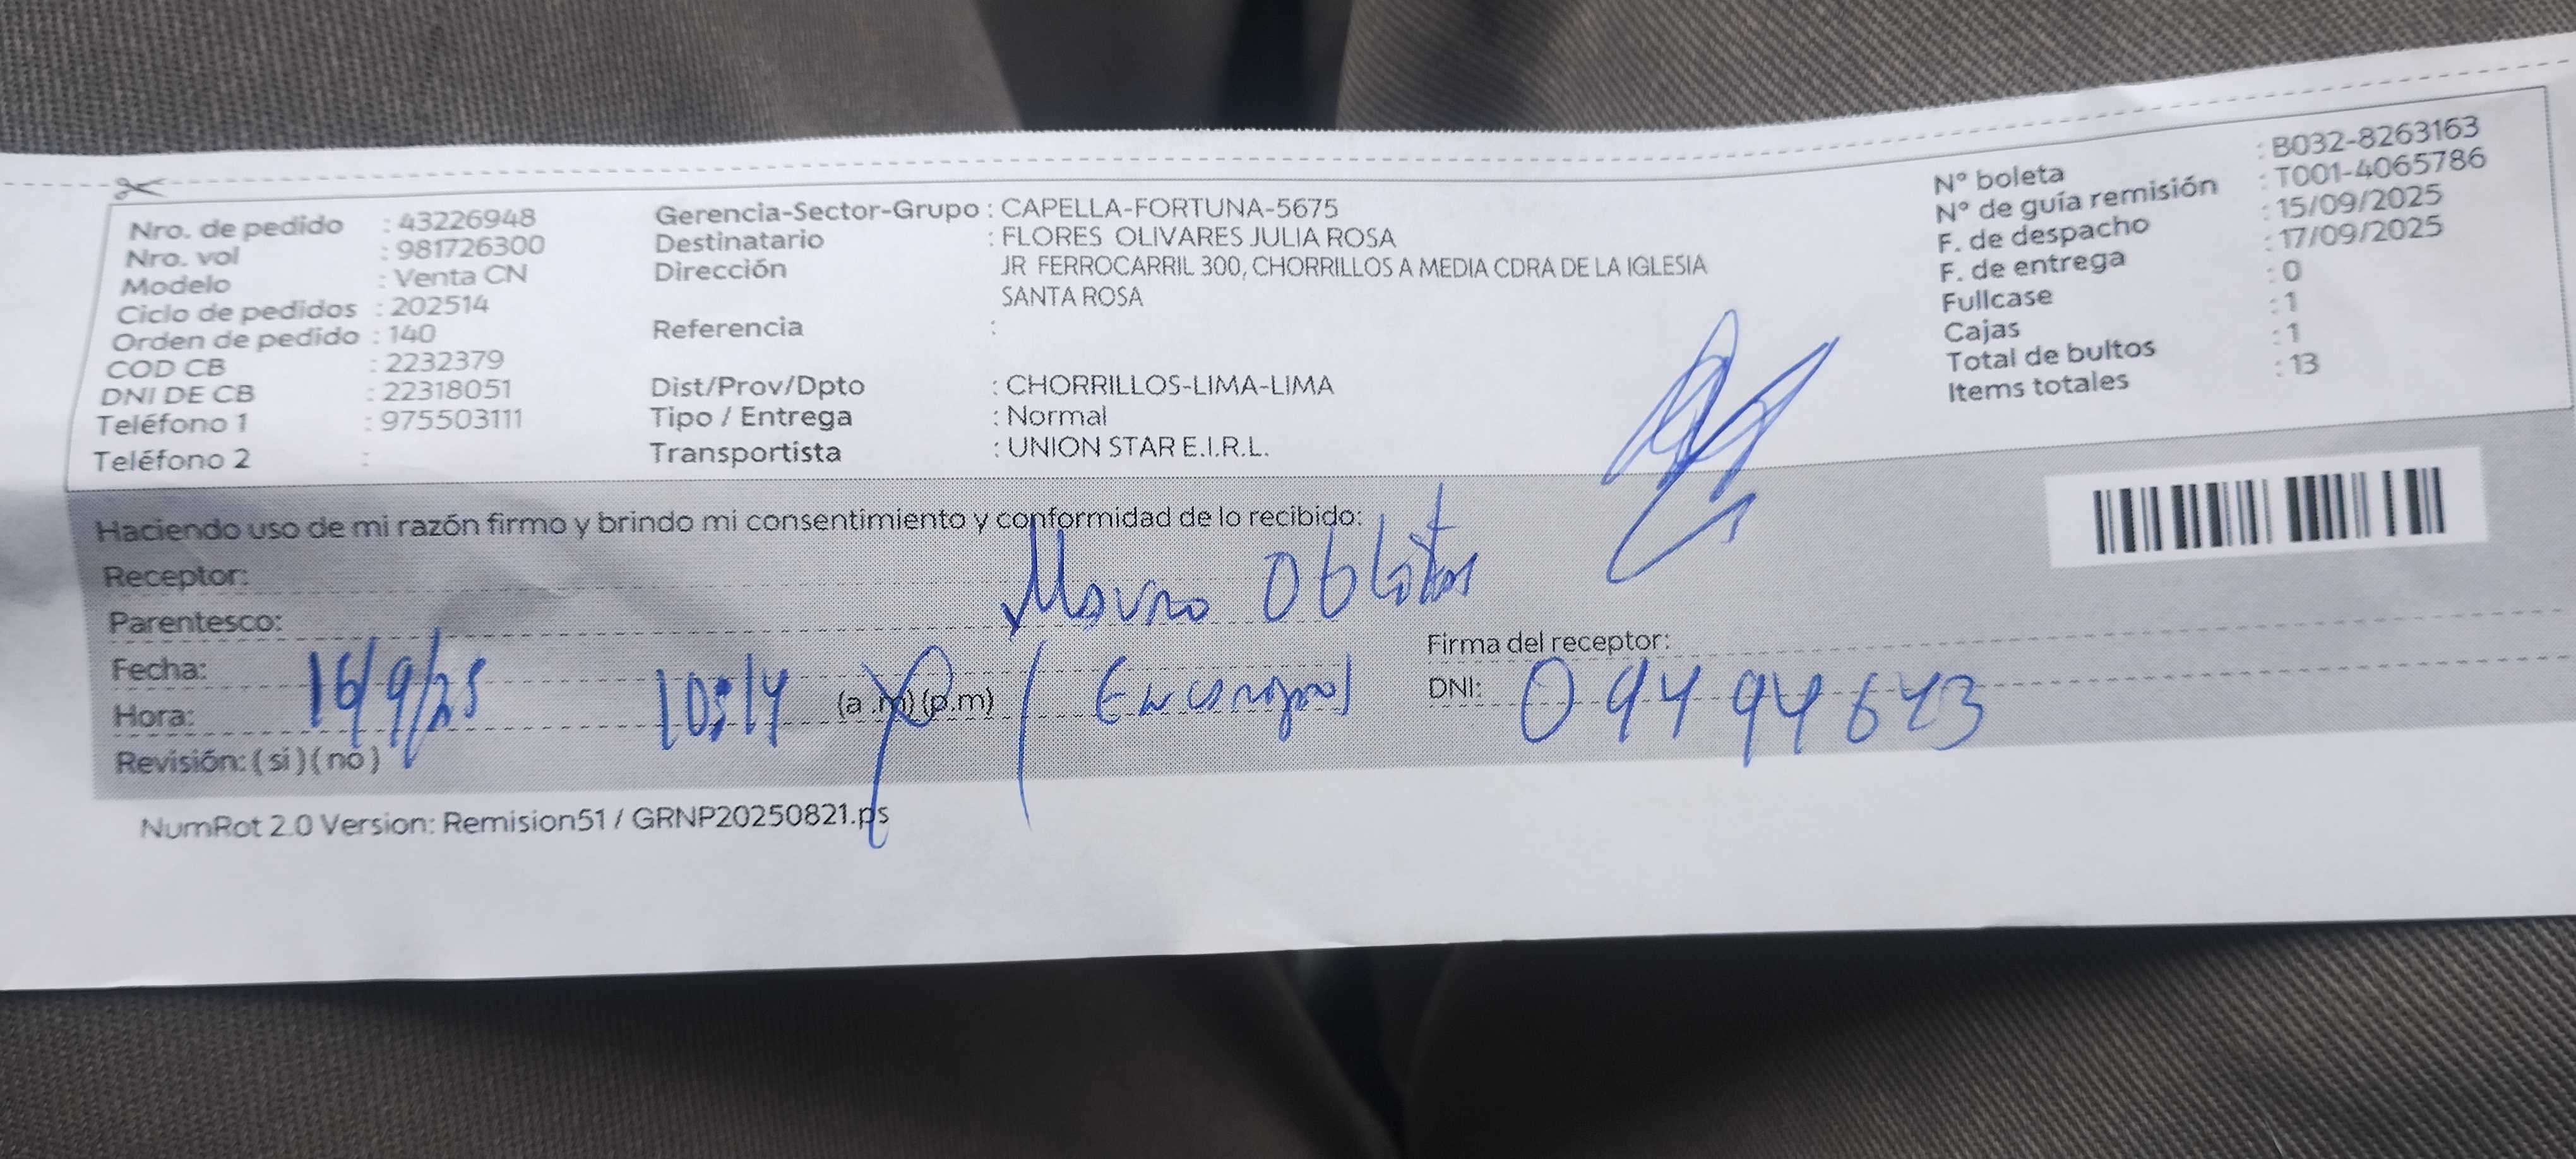 Nro. de pedido : 43226948
Nro. vol : 981726300
Modelo : Venta CN
Ciclo de pedidos : 202514
Orden de pedido : 140
COD CB : 2232379
DNI DE CB : 22318051
Teléfono 1 : 975503111
Teléfono 2 :
Gerencia-Sector-Grupo : CAPELLA-FORTUNA-5675
Destinatario : FLORES OLIVARES JULIA ROSA
Dirección JR FERROCARRIL 300, CHORRILLOS A MEDIA CDRA DE LA IGLESIA
SANTA ROSA
Referencia :
Dist/Prov/Dpto : CHORRILLOS-LIMA-LIMA
Tipo / Entrega : Normal
Transportista : UNION STAR E.I.R.L.
N° boleta : B032-8263163
N° de guía remisión : T001-4065786
F. de despacho : 15/09/2025
F. de entrega : 17/09/2025
Fullcase : 0
Cajas : 1
Total de bultos : 1
Items totales : 13
Haciendo uso de mi razón firmo y brindo mi consentimiento y conformidad de lo recibido:
Receptor: Mauro Oblitas
Parentesco:
Fecha: 16/9/25
Hora: 10:14 (a.m)(p.m)
Revisión: (si)(no)
Firma del receptor:
DNI: 09494643
NumRot 2.0 Version: Remision51 / GRNP20250821.ps